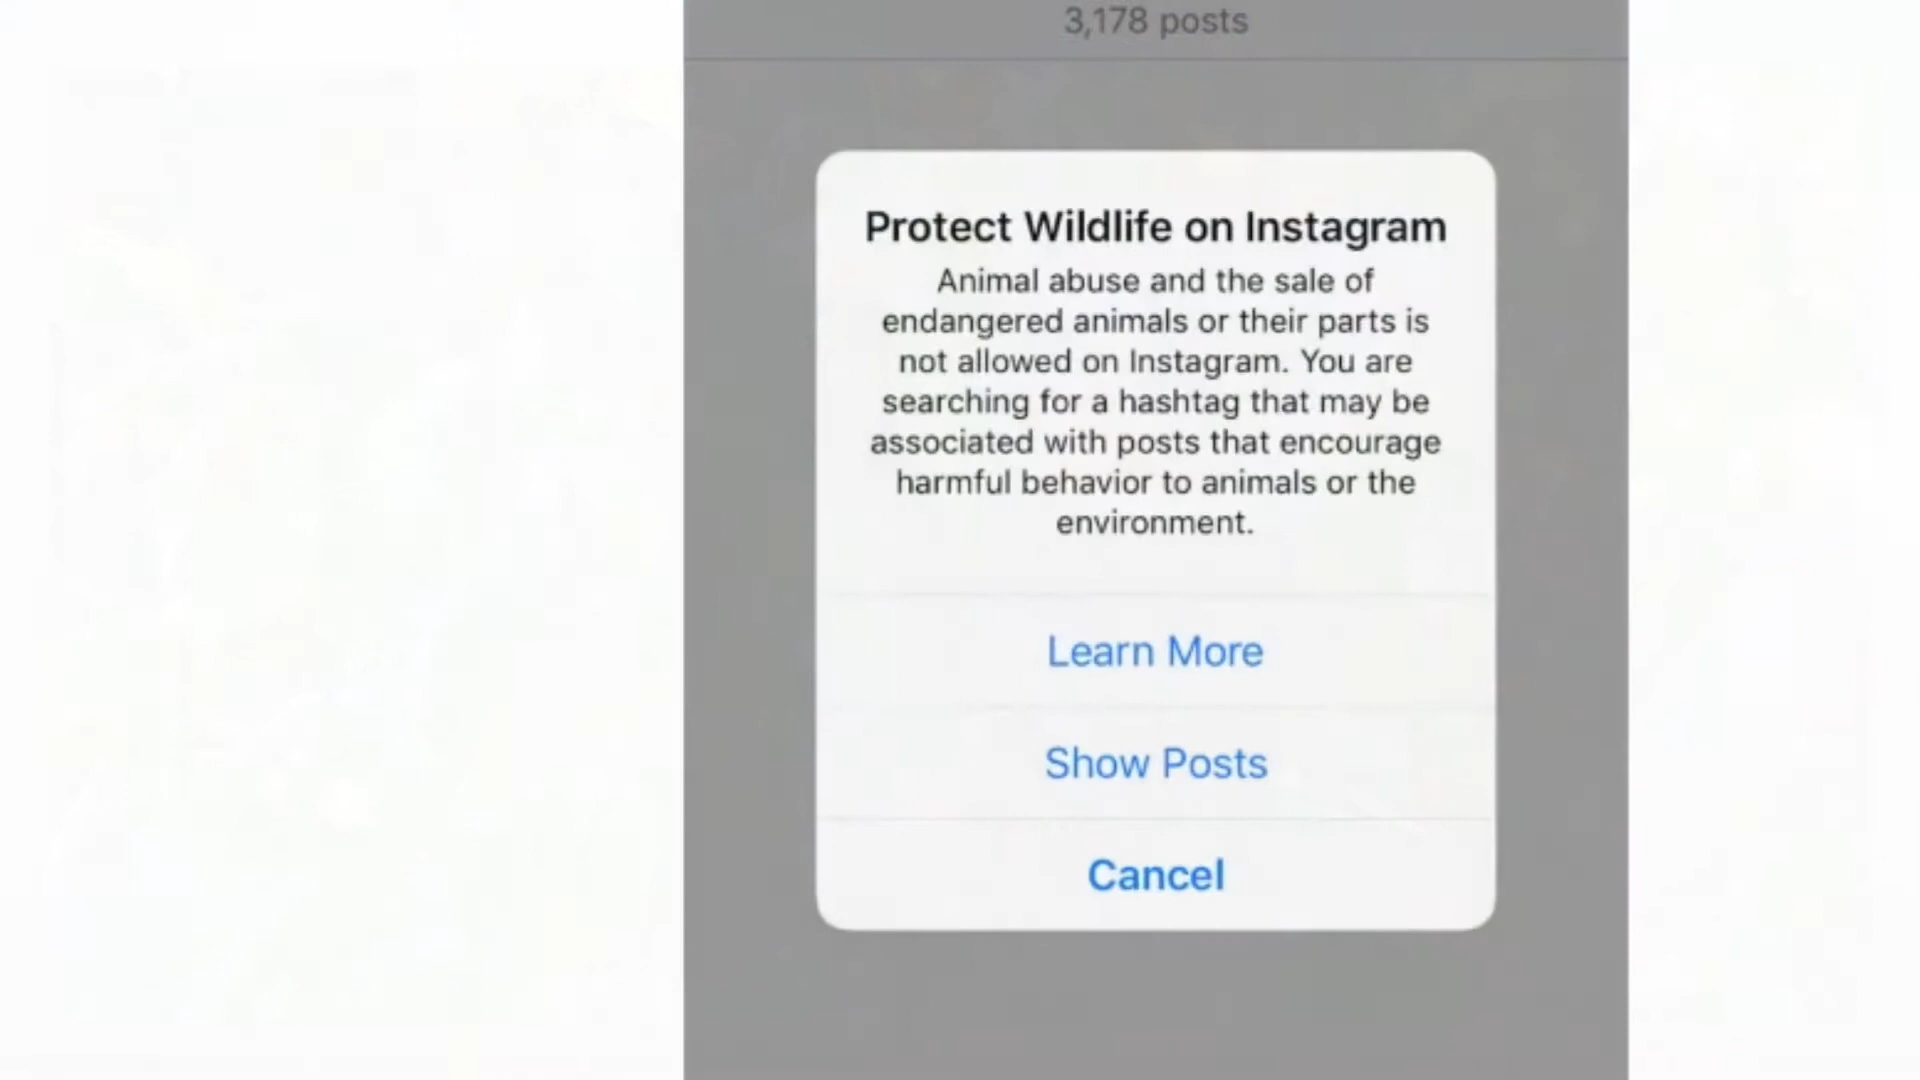 3,178 posts
Protect Wildlife on Instagram
Animal abuse and the sale of
endangered animals or their parts is
not allowed on Instagram. You are
searching for a hashtag that may be
associated with posts that encourage
harmful behavior to animals or the
environment.
Learn More
Show Posts
Cancel